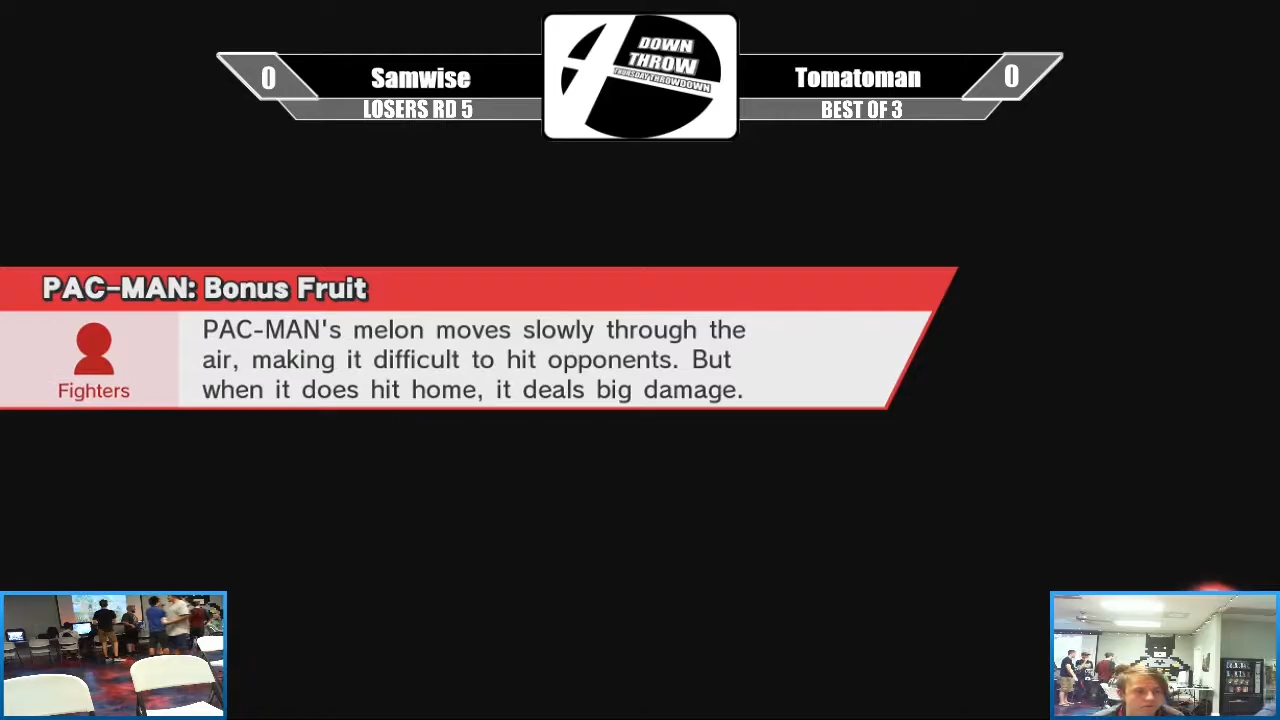 0
Samwise
LOSERS RD 5
DOWN
THROW
THURSDAY THROWDOWN
Tomatoman
0
BEST OF 3
PAC-MAN: Bonus Fruit
Fighters
PAC-MAN's melon moves slowly through the
air, making it difficult to hit opponents. But
when it does hit home, it deals big damage.